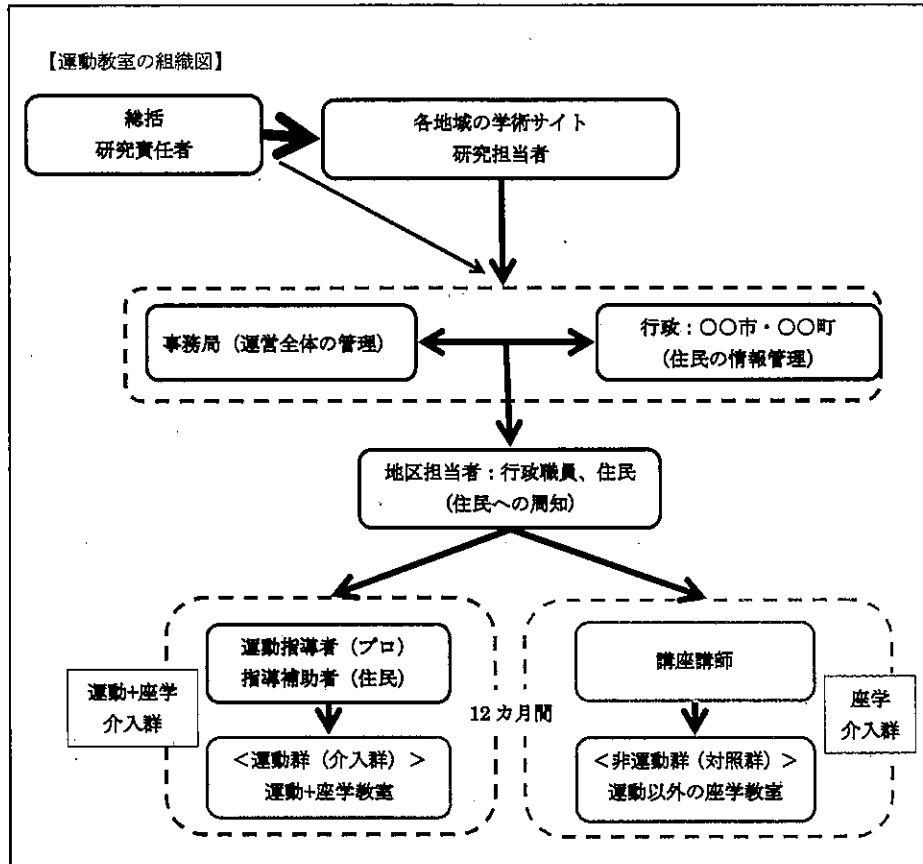 【運動教室の組織図】
総括
研究責任者
各地域の学術サイト
研究担当者
事務局（運営全体の管理）
行政：〇〇市・〇〇町
(住民の情報管理)
地区担当者：行政職員、住民
(住民への周知)
運動+座学
介入群
運動指導者（プロ）
指導補助者（住民）
＜運動群（介入群）＞
運動+座学教室
12カ月間
講座講師
＜非運動群（対照群）＞
運動以外の座学教室
座学
介入群